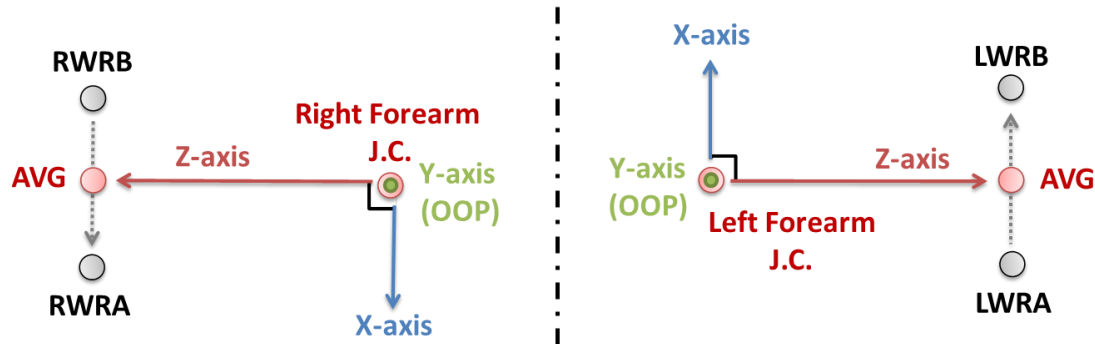 RWRB
Right Forearm
J.C.
Z-axis
AVG
Y-axis
(OOP)
RWRA
X-axis
X-axis
LWRB
Y-axis
(OOP)
Z-axis
AVG
Left Forearm
J.C.
LWRA